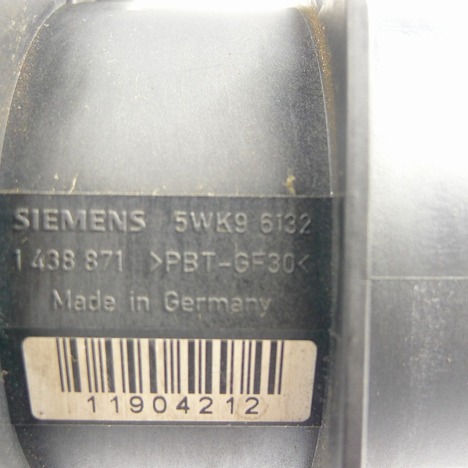 SIEMENS 5WK9 6132
1 438 871 >PBT-GF30<
Made in Germany
11904212